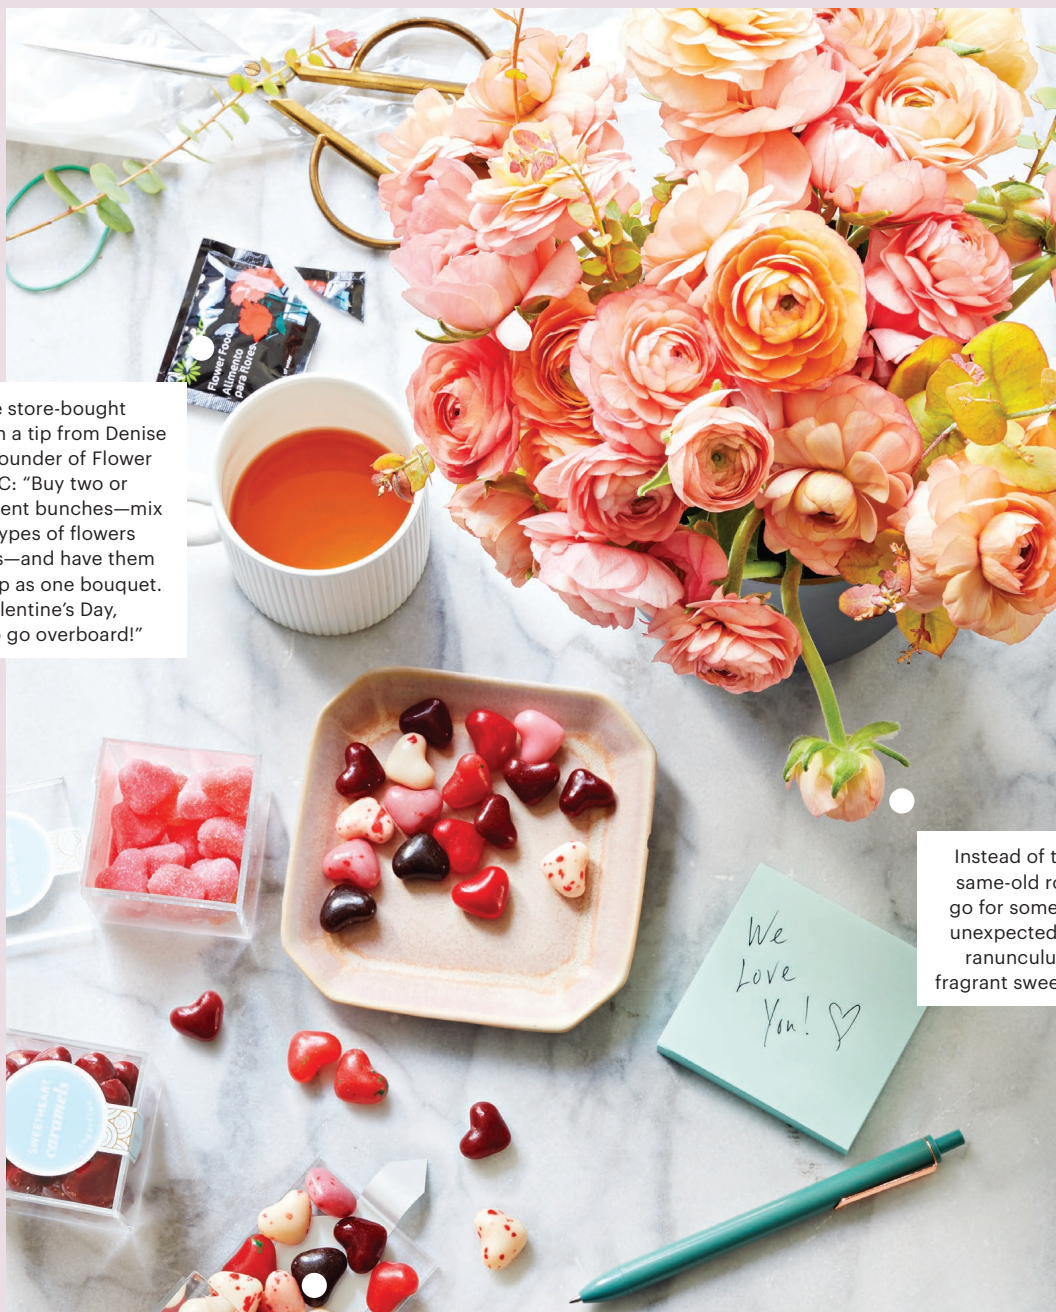 Flower Food
Alimento
para flores
store-bought
a tip from Denise
ounder of Flower
C: “Buy two or
ent bunches—mix
ypes of flowers
s—and have them
p as one bouquet.
lentine’s Day,
go overboard!”
Instead of t
same-old ro
go for some
unexpected
ranunculu
fragrant swee
We
Love
You! ♡
SWEETHEART
caramels